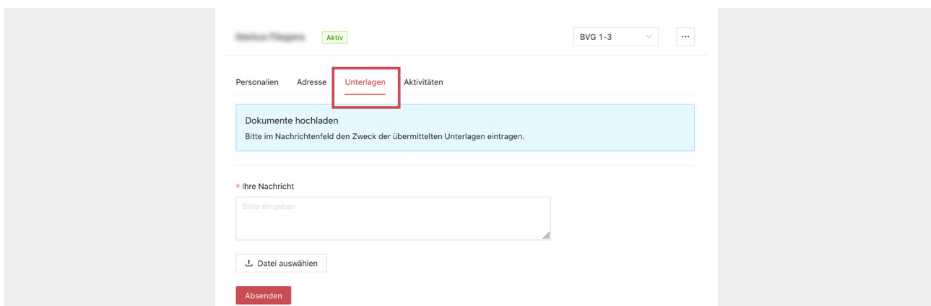 Aktiv
BVG 1-3
...
Personalien Adresse Unterlagen Aktivitäten
Dokumente hochladen
Bitte im Nachrichtenfeld den Zweck der übermittelten Unterlagen eintragen.
* Ihre Nachricht
Bitte eingeben
Datei auswählen
Absenden